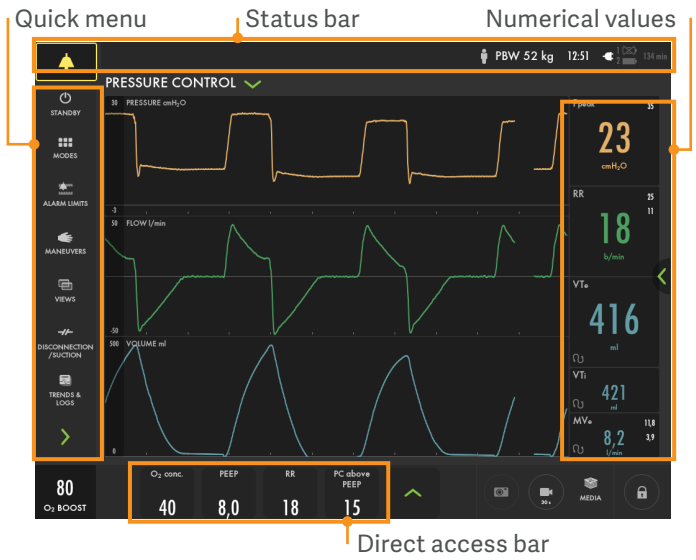 Quick menu
Status bar
Numerical values
PBW 52 kg
12:51
1
2
134 min
PRESSURE CONTROL
STANDBY
MODES
ALARM LIMITS
MANEUVERS
VIEWS
DISCONNECTION
/SUCTION
TRENDS &
LOGS
30
PRESSURE cmH₂O
-3
50
FLOW l/min
-50
500
VOLUME ml
0
Ppeak
35
23
cmH₂O
RR
25
11
18
b/min
VTe
416
ml
VTi
421
ml
MVe
11,8
3,9
8,2
l/min
80
O₂ BOOST
O₂ conc.
40
PEEP
8,0
RR
18
PC above
PEEP
15
30 s
MEDIA
Direct access bar